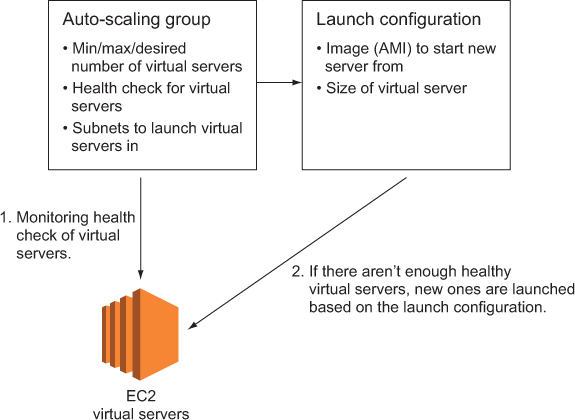 Auto-scaling group
• Min/max/desired
number of virtual servers
• Health check for virtual
servers
• Subnets to launch virtual
servers in
Launch configuration
• Image (AMI) to start new
server from
• Size of virtual server
1. Monitoring health
check of virtual
servers.
2. If there aren’t enough healthy
virtual servers, new ones are launched
based on the launch configuration.
EC2
virtual servers